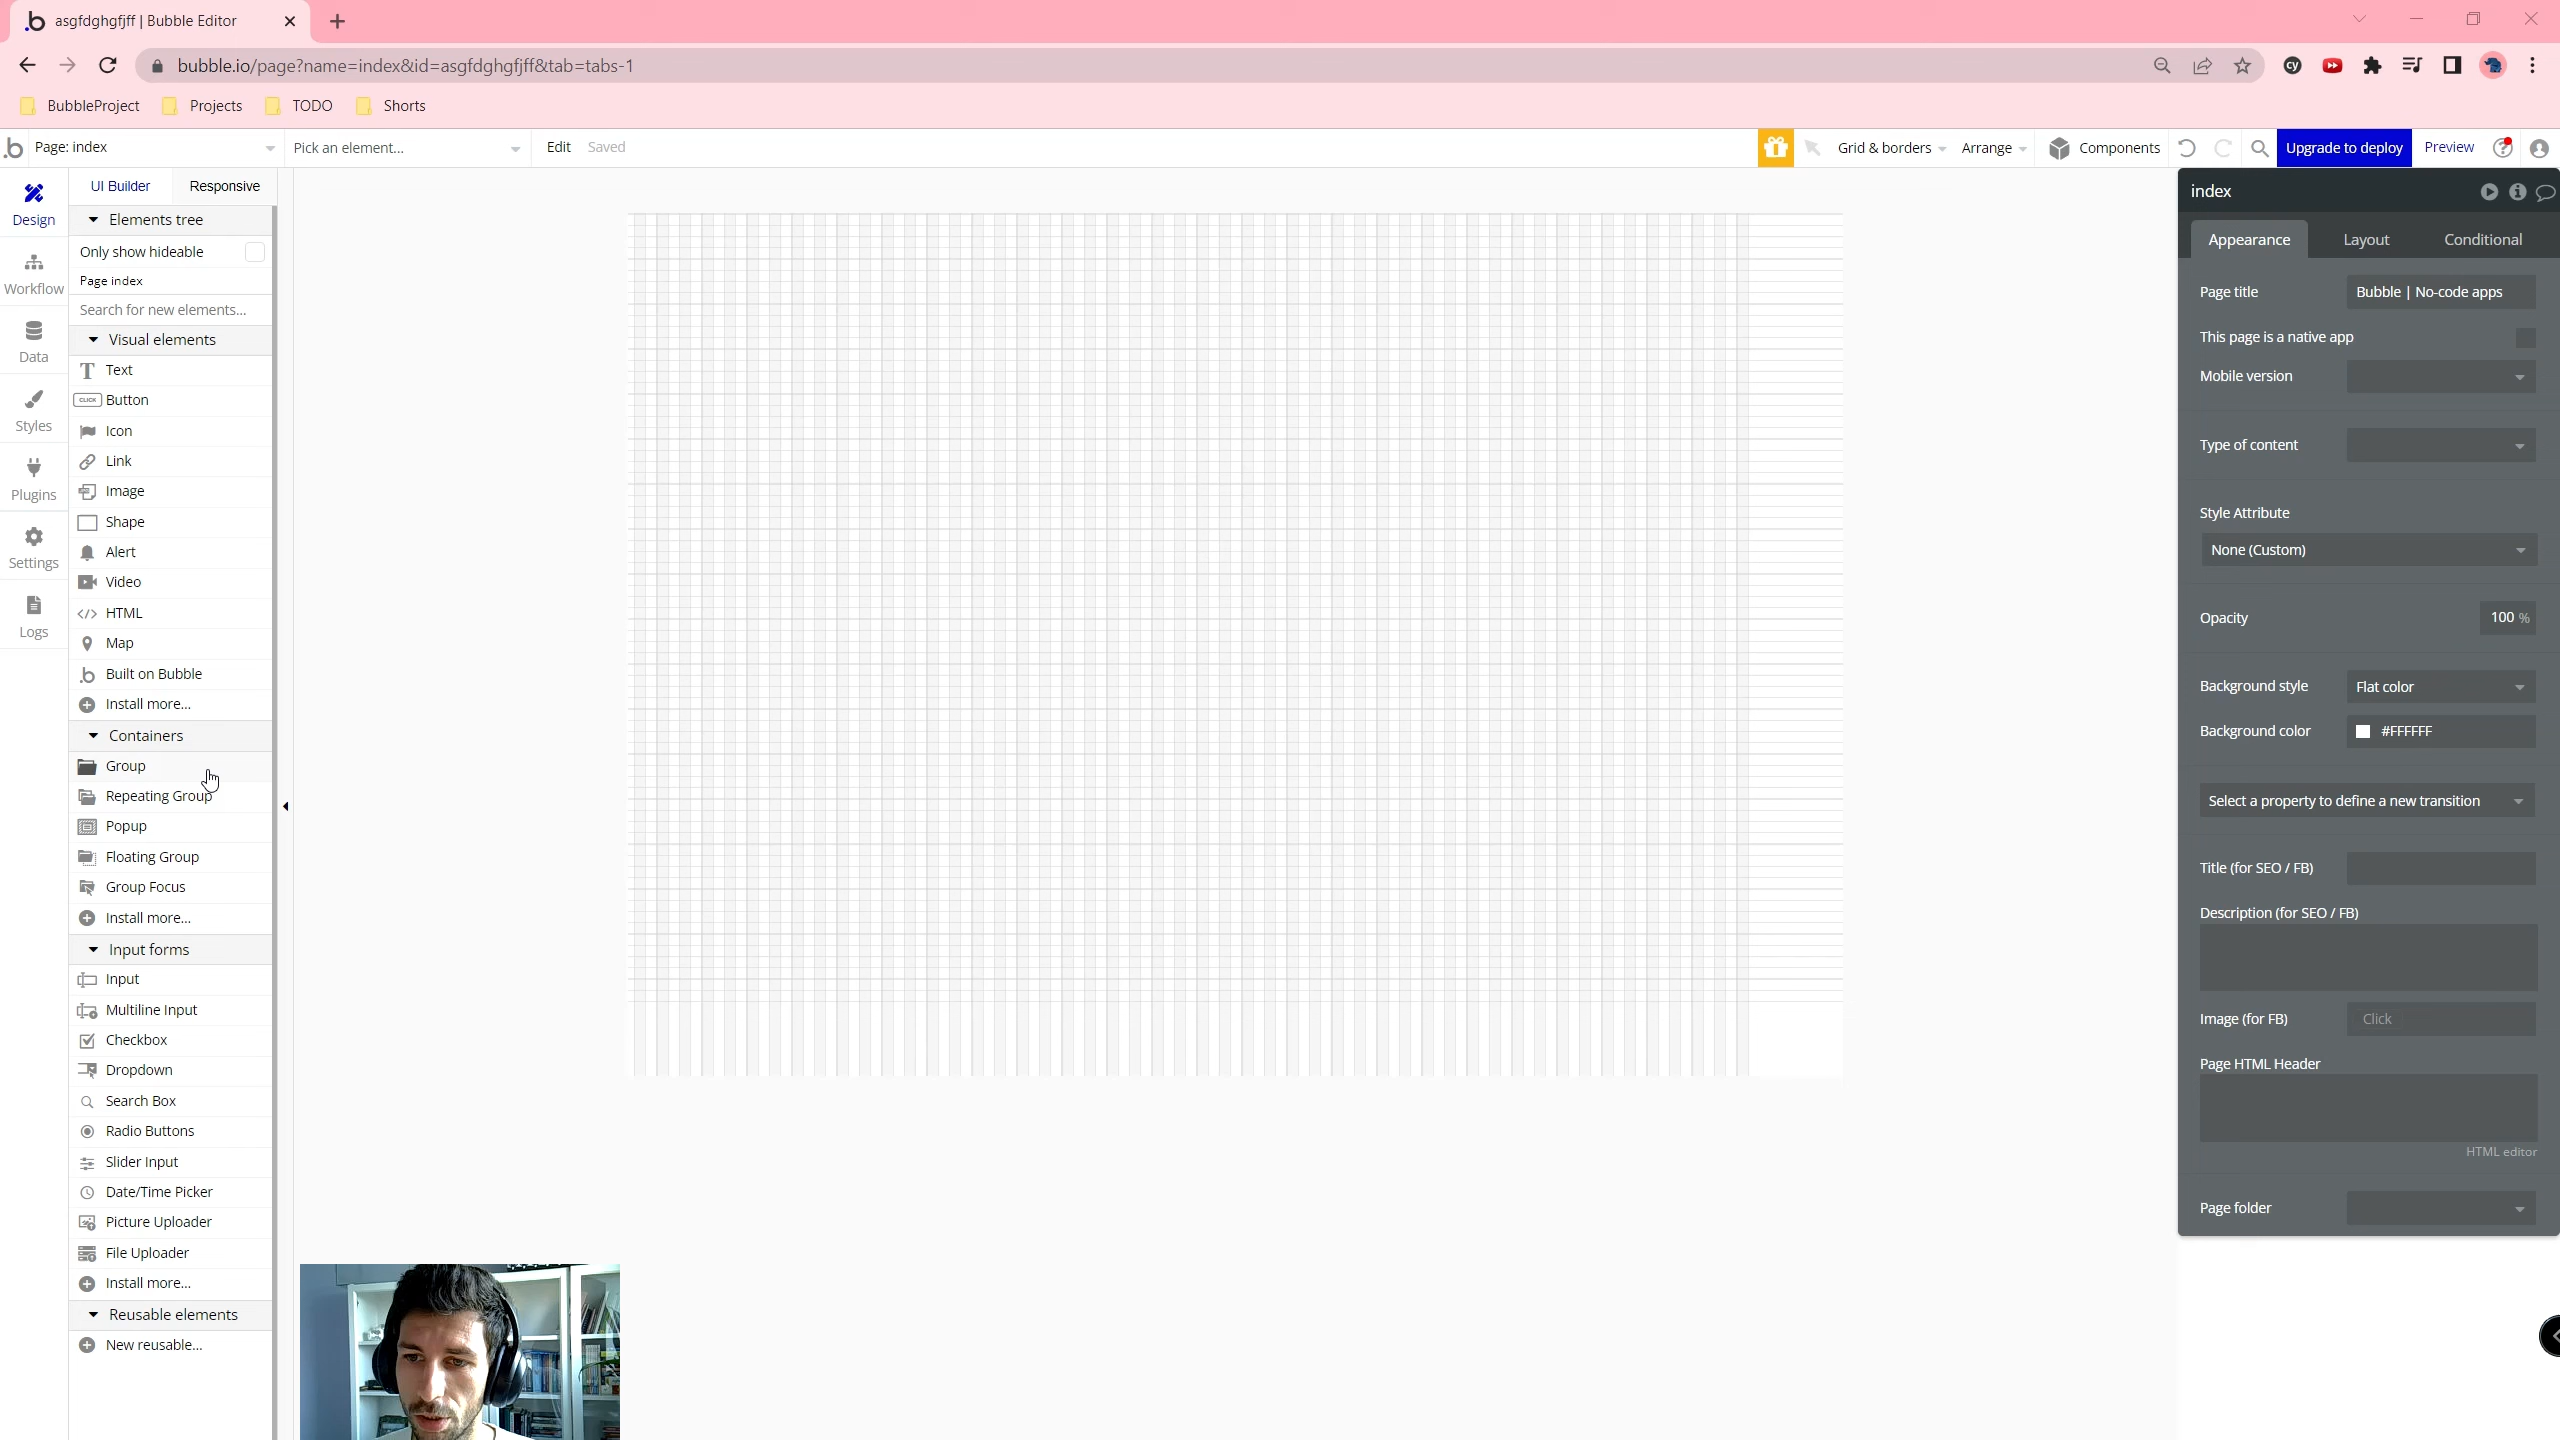 asgfdghgfjff | Bubble Editor
bubble.io/page?name=index&id=asgfdghgfjff&tab=tabs-1
BubbleProject
Projects
TODO
Shorts
Page: index
Pick an element...
Edit
Saved
Grid & borders
Arrange
Components
Upgrade to deploy
Preview
Design
Workflow
Data
Styles
Plugins
Settings
Logs
UI Builder
Responsive
Elements tree
Only show hideable
Page index
Search for new elements...
Visual elements
Text
CLICK
Button
Icon
Link
Image
Shape
Alert
Video
HTML
Map
Built on Bubble
Install more...
Containers
Group
Repeating Group
Popup
Floating Group
Group Focus
Install more...
Input forms
Input
Multiline Input
Checkbox
Dropdown
Search Box
Radio Buttons
Slider Input
Date/Time Picker
Picture Uploader
File Uploader
Install more...
Reusable elements
New reusable...
index
Appearance
Layout
Conditional
Page title
Bubble | No-code apps
This page is a native app
Mobile version
Type of content
Style Attribute
None (Custom)
Opacity
100 %
Background style
Flat color
Background color
#FFFFFF
Select a property to define a new transition
Title (for SEO / FB)
Description (for SEO / FB)
Image (for FB)
Click
Page HTML Header
HTML editor
Page folder